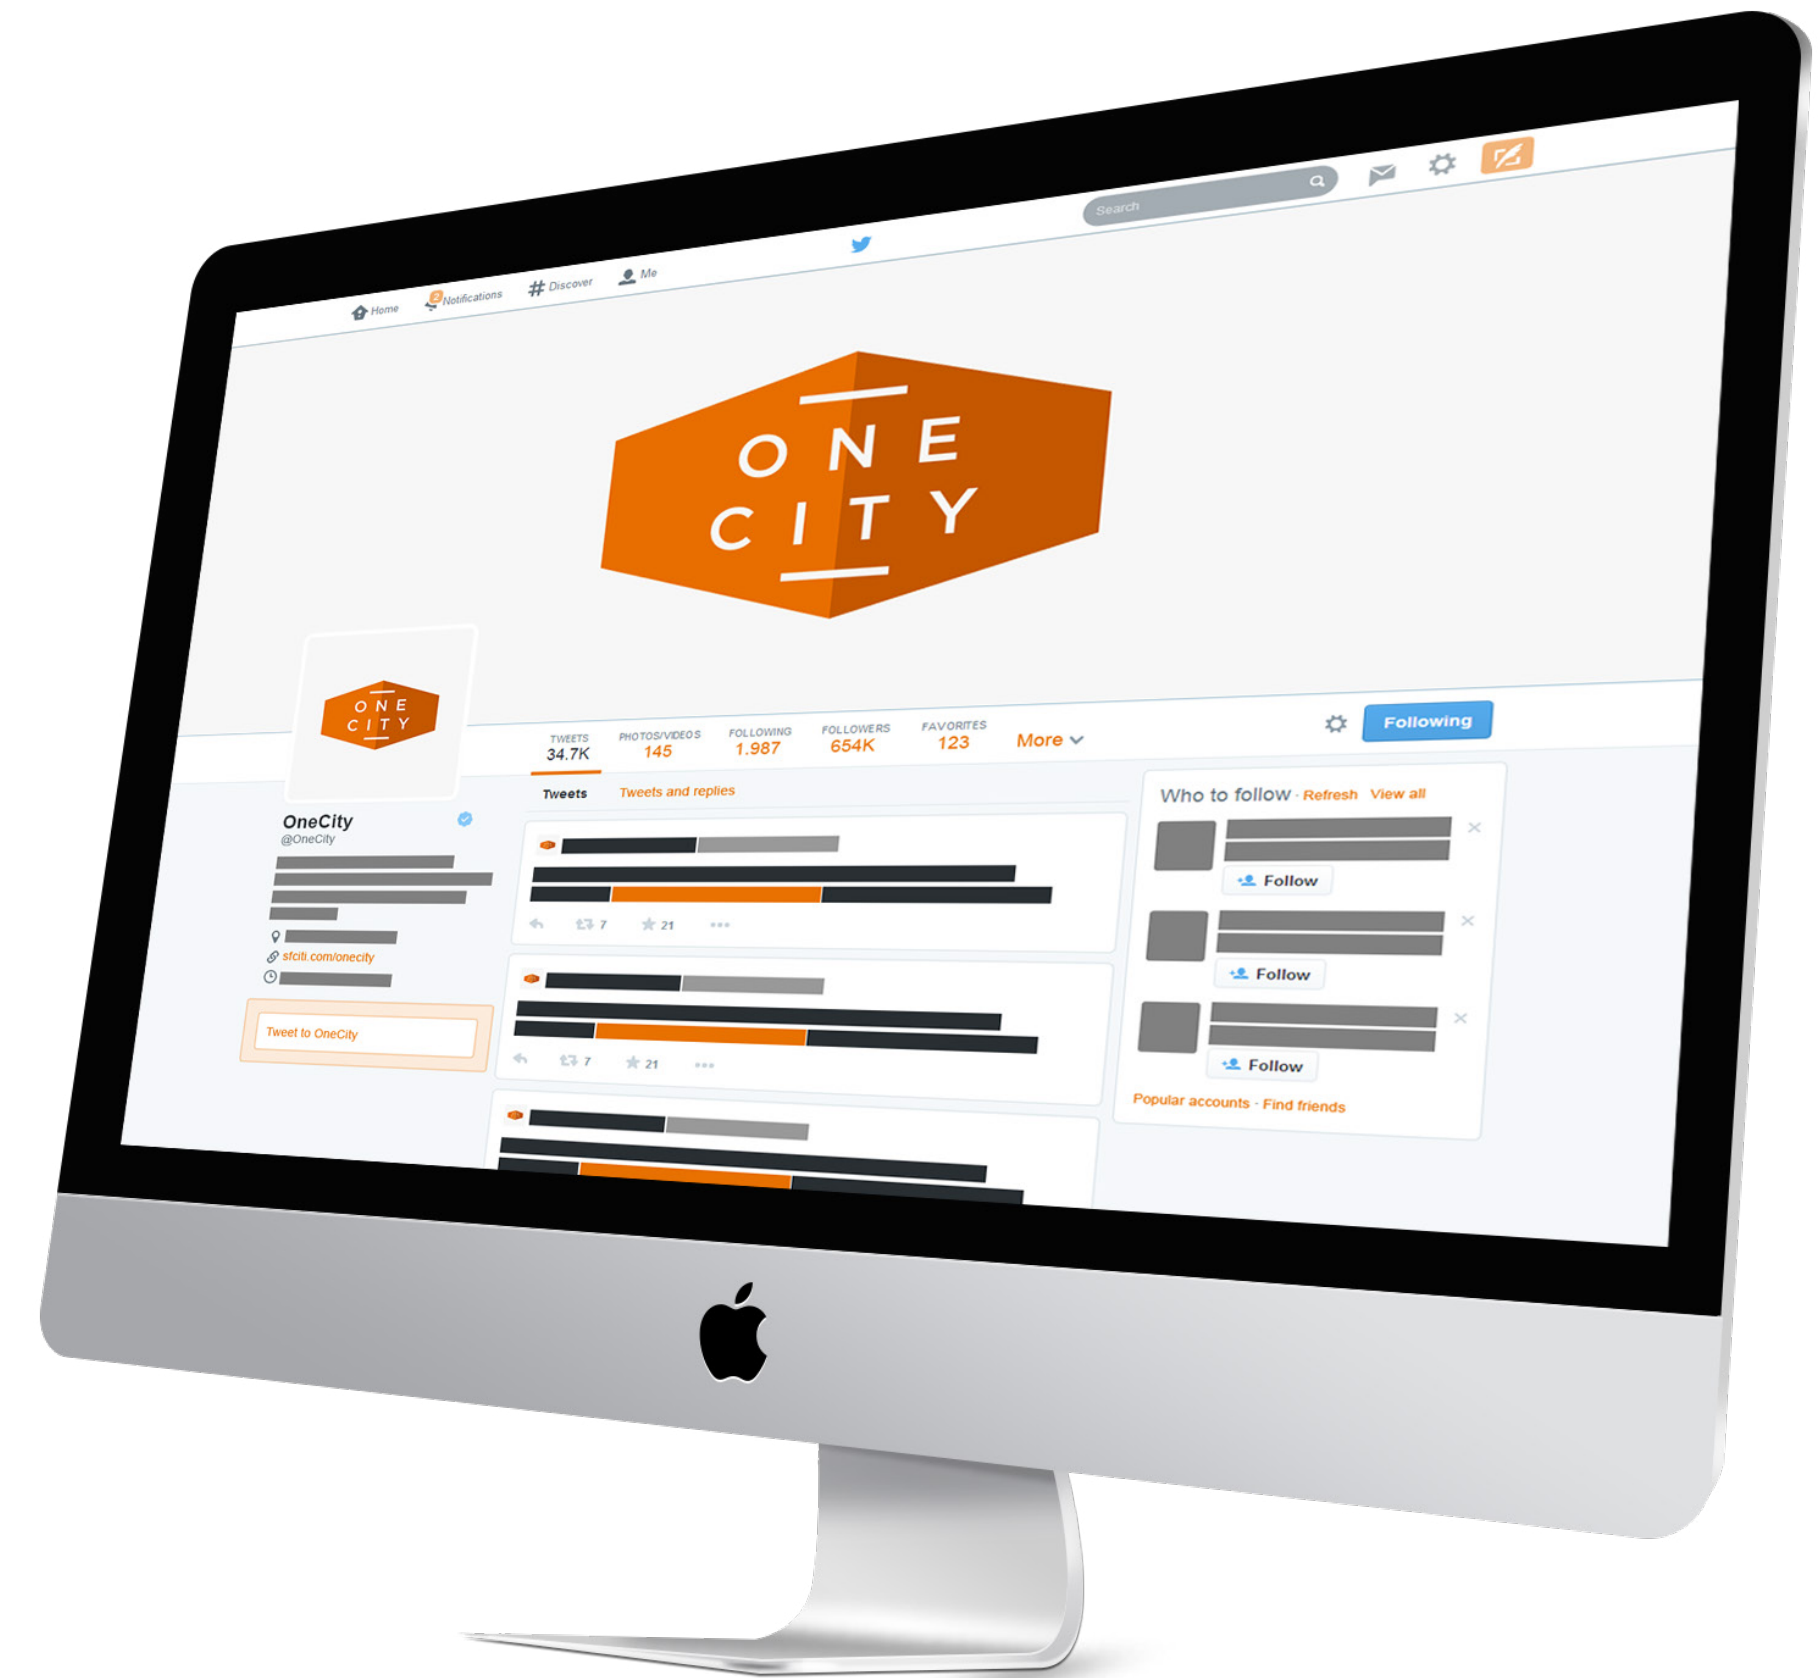 Home
2
Notifications
Discover
Me
Search
ONE
CITY
ONE
CITY
TWEETS
34.7K
PHOTOS/VIDEOS
145
FOLLOWING
1.987
FOLLOWERS
654K
FAVORITES
123
More
Following
OneCity
@OneCity
sfciti.com/onecity
Tweet to OneCity
Tweets
Tweets and replies
7
21
7
21
Who to follow · Refresh View all
Follow
Follow
Follow
Popular accounts · Find friends